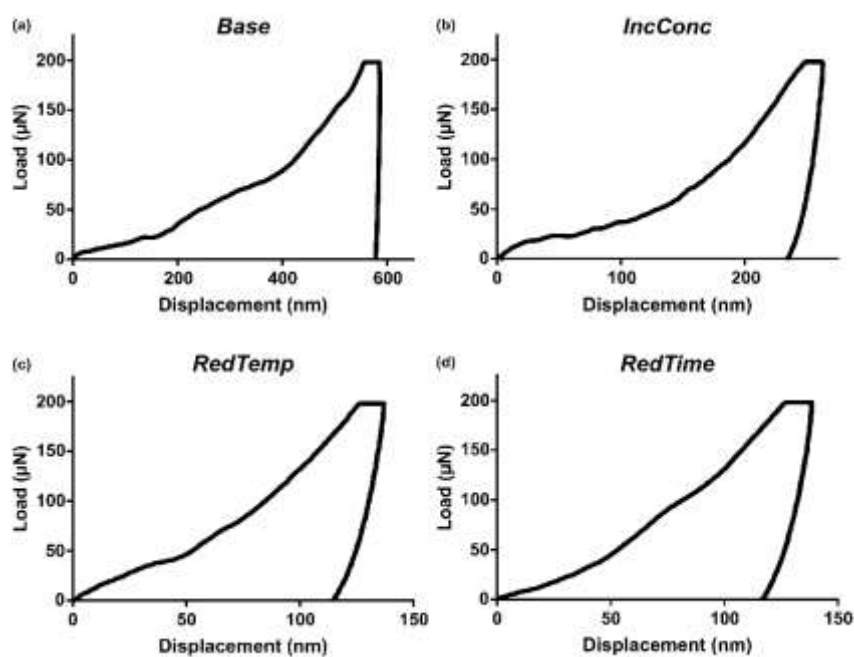 (a) Base
200
150
100
50
0
Load (µN)
0 200 400 600
Displacement (nm)
(b) IncConc
200
150
100
50
0
Load (µN)
0 100 200
Displacement (nm)
(c) RedTemp
200
150
100
50
0
Load (µN)
0 50 100 150
Displacement (nm)
(d) RedTime
200
150
100
50
0
Load (µN)
0 50 100 150
Displacement (nm)